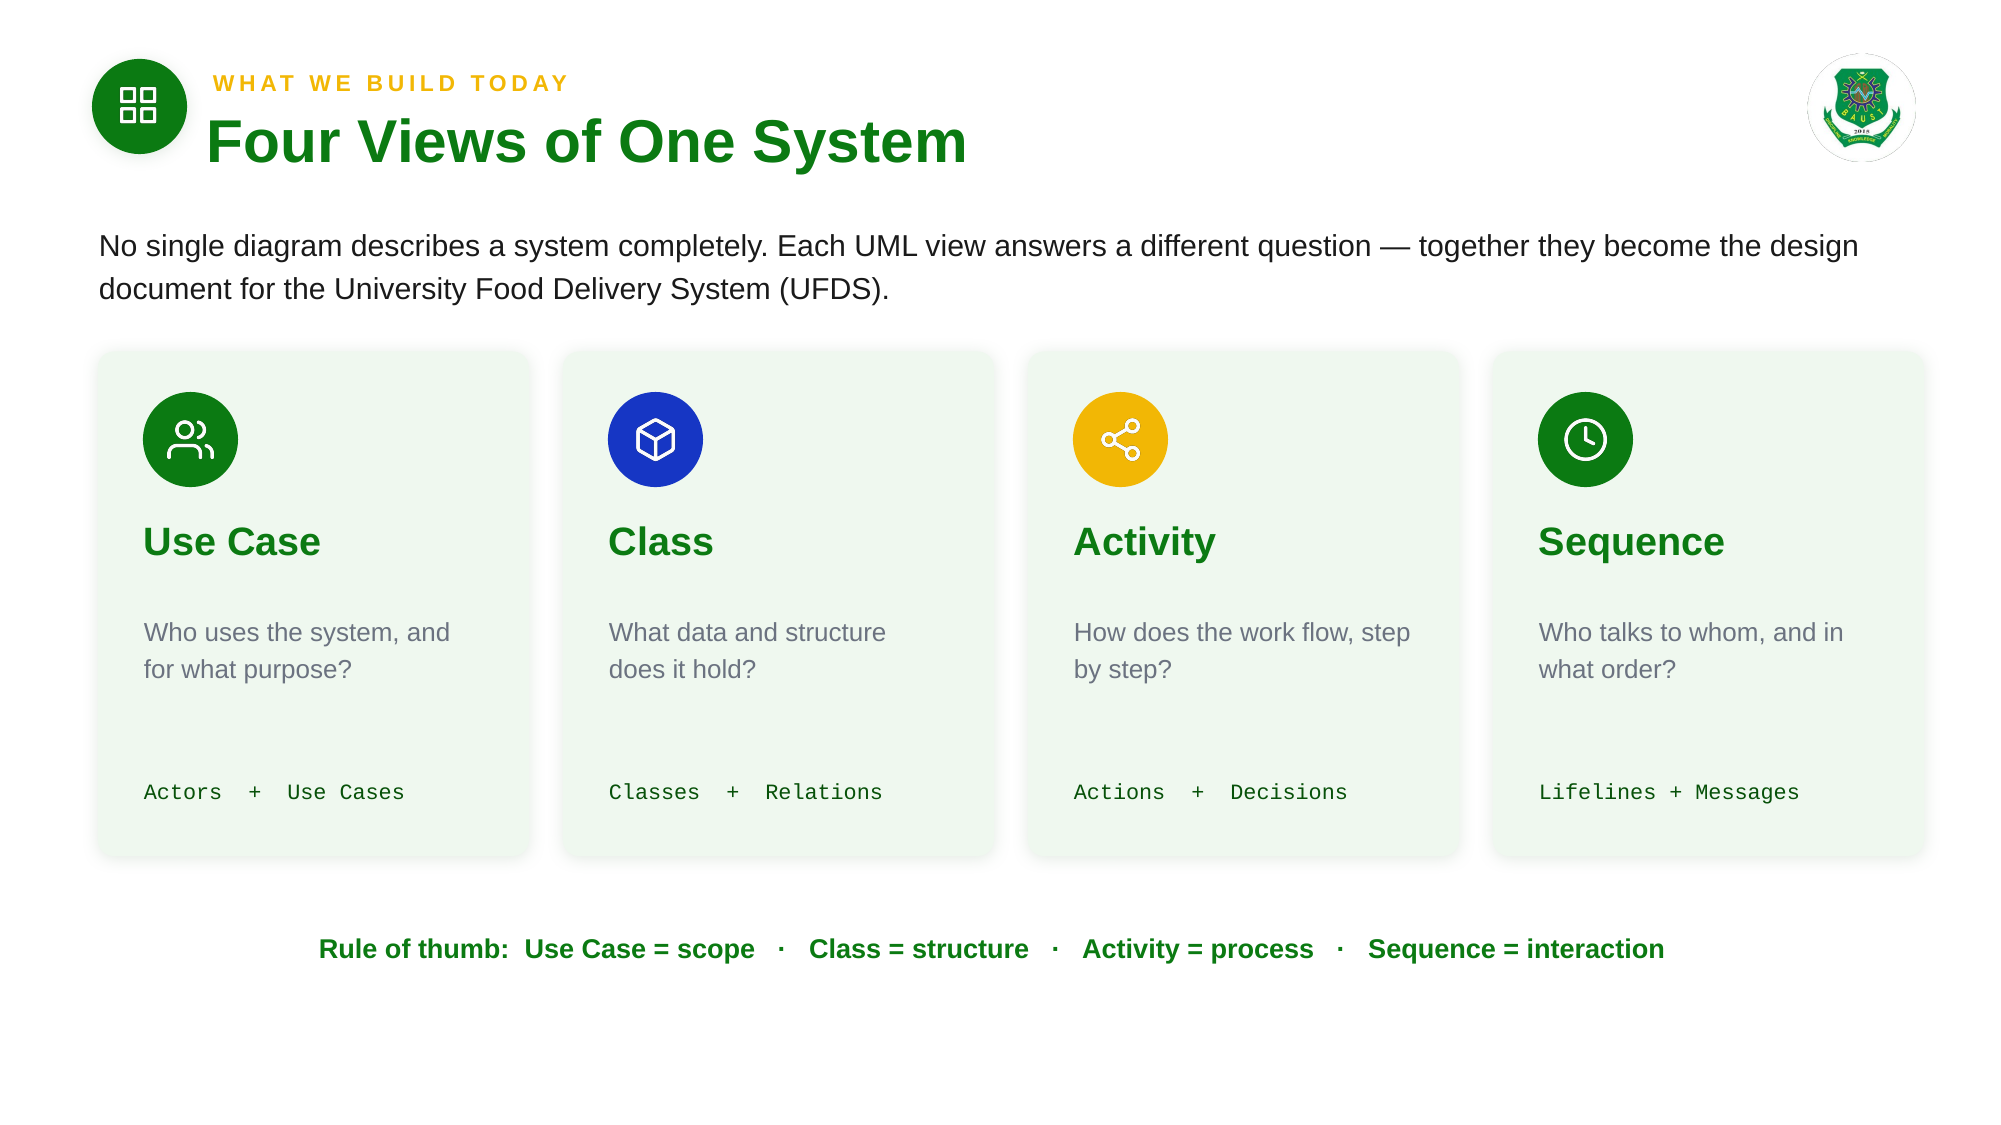 WHAT WE BUILD TODAY
Four Views of One System
BAUST
2015
No single diagram describes a system completely. Each UML view answers a different question — together they become the design
document for the University Food Delivery System (UFDS).
Use Case
Who uses the system, and
for what purpose?
Actors + Use Cases
Class
What data and structure
does it hold?
Classes + Relations
Activity
How does the work flow, step
by step?
Actions + Decisions
Sequence
Who talks to whom, and in
what order?
Lifelines + Messages
Rule of thumb: Use Case = scope · Class = structure · Activity = process · Sequence = interaction